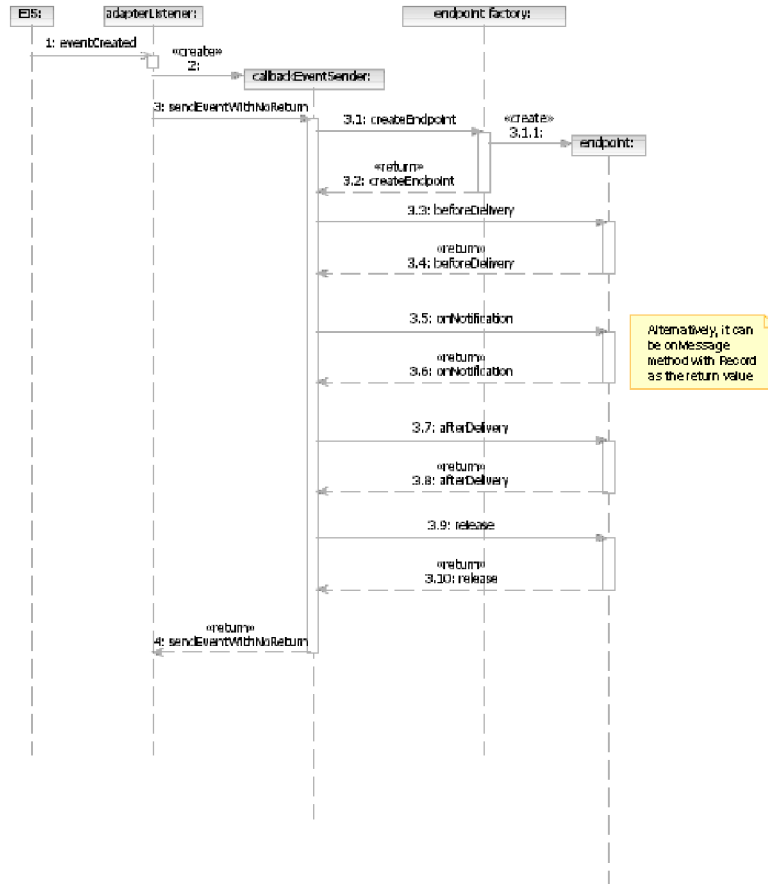 EIS:
adapterListener:
endpoint factory:
1: eventCreated
«create»
2:
callbackEventSender:
3: sendEventWithNoReturn
3.1: createEndpoint
«create»
3.1.1:
endpoint:
«return»
3.2: createEndpoint
3.3: beforeDelivery
«return»
3.4: beforeDelivery
3.5: onNotification
«return»
3.6: onNotification
Alternatively, it can
be onMessage
method with Record
as the return value
3.7: afterDelivery
«return»
3.8: afterDelivery
3.9: release
«return»
3.10: release
«return»
4: sendEventWithNoReturn